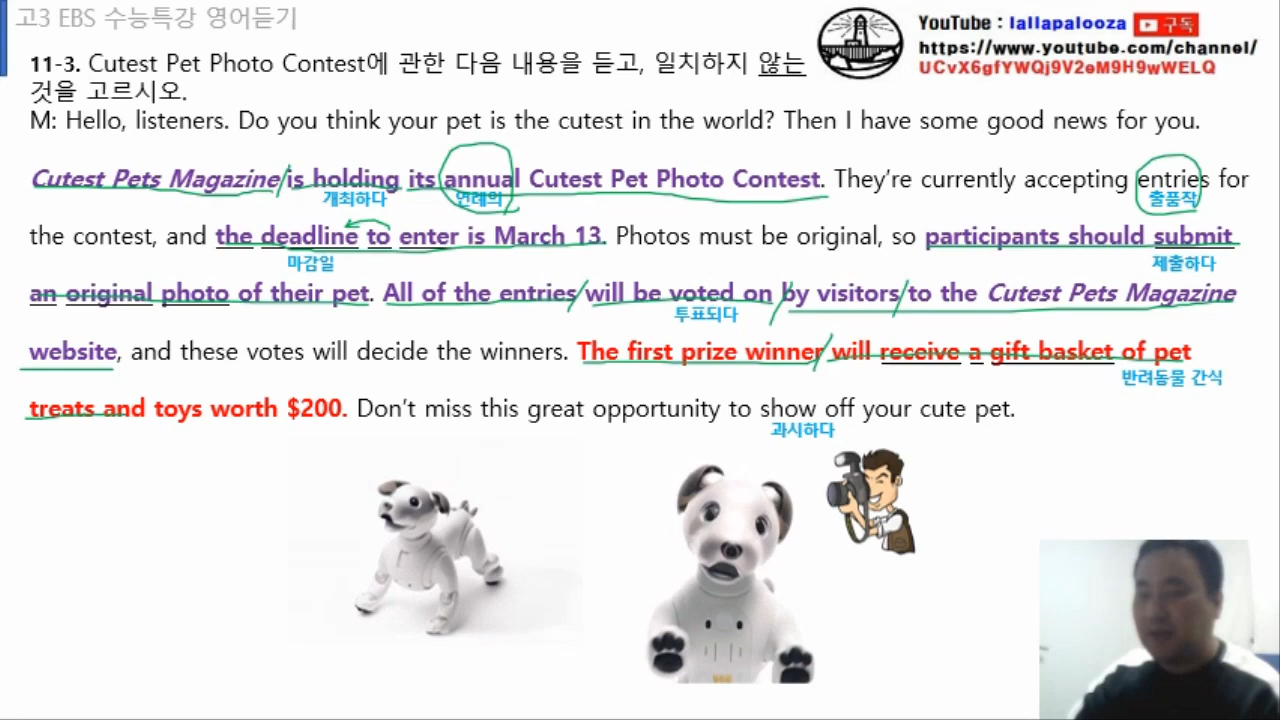 고3 EBS 수능특강 영어듣기
YouTube : lallapalooza 구독
https://www.youtube.com/channel/
UCvX6gfYWQj9V2eM9H9wWELQ
11-3. Cutest Pet Photo Contest에 관한 다음 내용을 듣고, 일치하지 않는
것을 고르시오.
M: Hello, listeners. Do you think your pet is the cutest in the world? Then I have some good news for you.
Cutest Pets Magazine is holding its annual Cutest Pet Photo Contest. They're currently accepting entries for
개최하다 연례의 출품작
the contest, and the deadline to enter is March 13. Photos must be original, so participants should submit
마감일 제출하다
an original photo of their pet. All of the entries will be voted on by visitors to the Cutest Pets Magazine
투표되다
website, and these votes will decide the winners. The first prize winner will receive a gift basket of pet
반려동물 간식
treats and toys worth $200. Don't miss this great opportunity to show off your cute pet.
과시하다